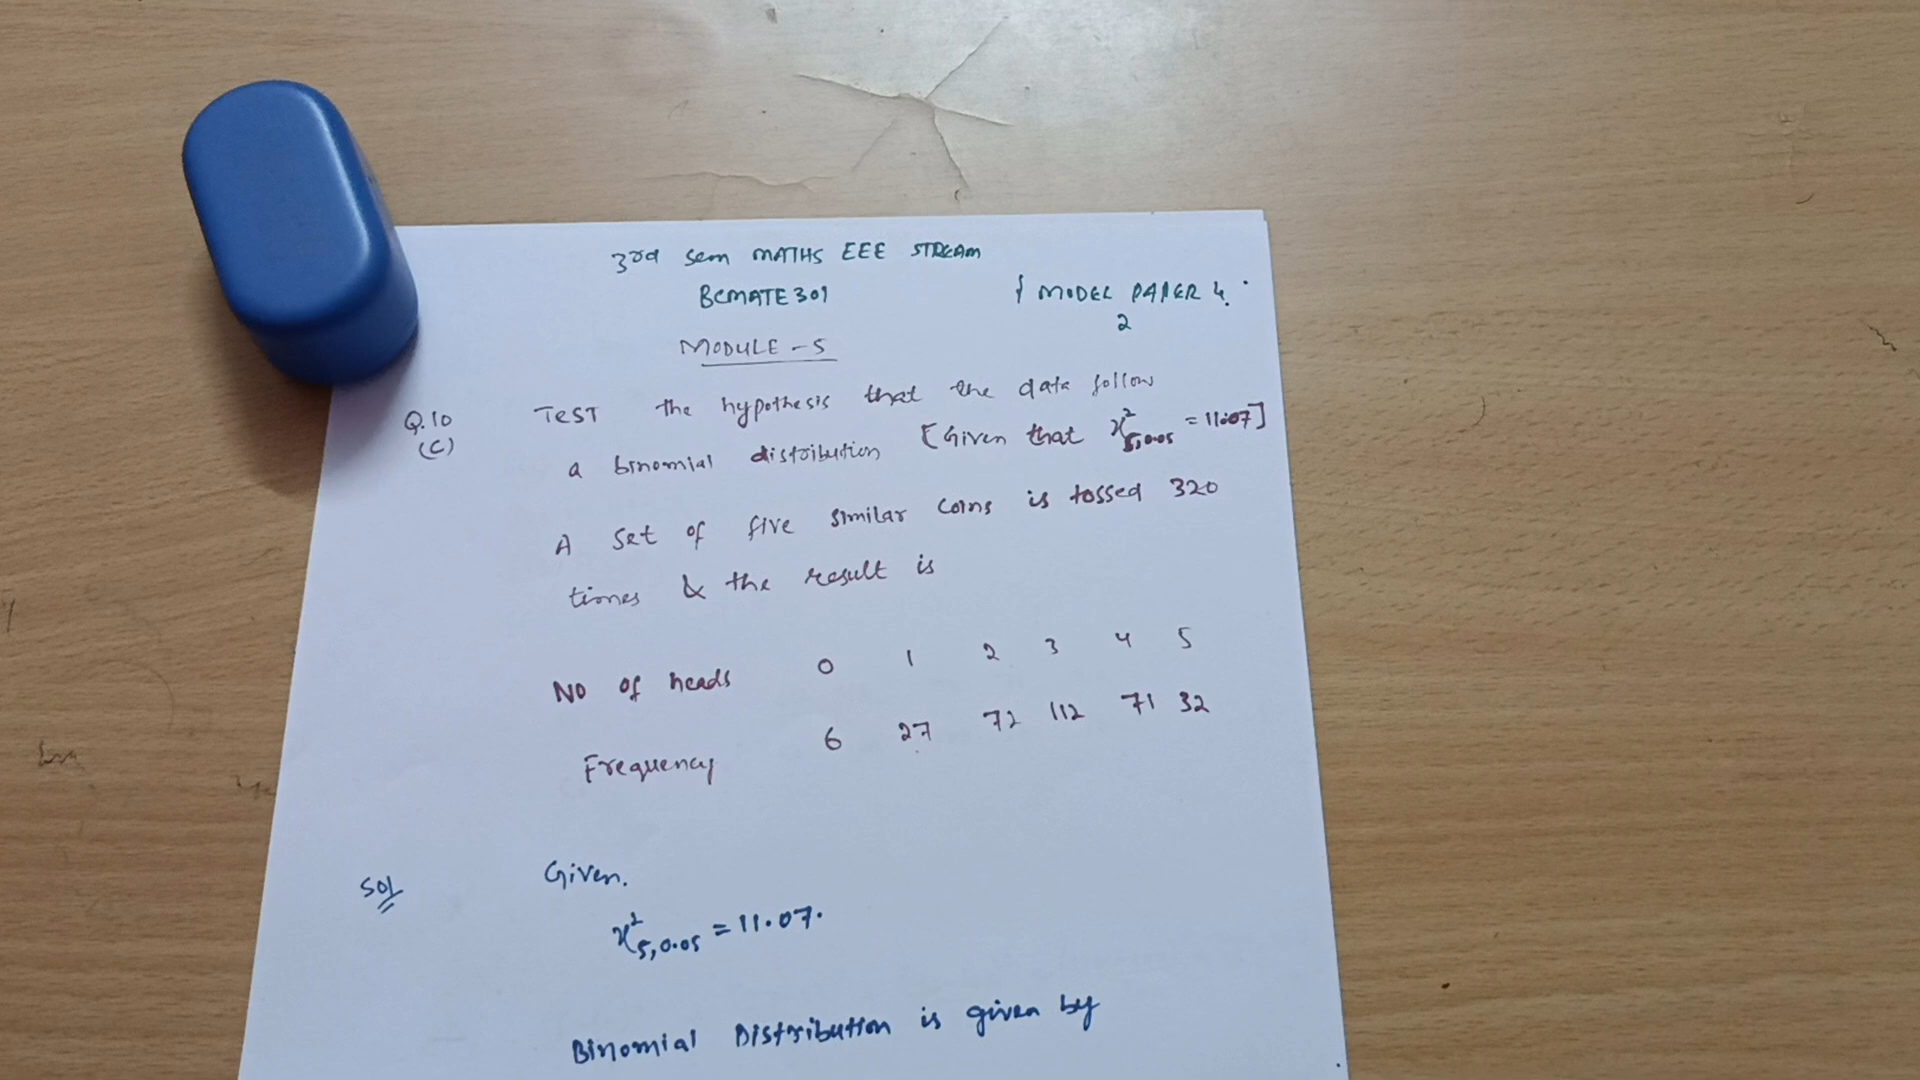 3rd sem MATHS EEE STREAM
BCMATE301 { MODEL PAPER }
2
MODULE - 5
Q.10 TEST the hypothesis that the data follow
(C) a binomial distribution [Given that χ²5,0.05 = 11.07]
A Set of five similar coins is tossed 320
times & the result is
NO of heads 0 1 2 3 4 5
Frequency 6 27 72 112 71 32
Sol Given.
χ²5,0.05 = 11.07.
Binomial Distribution is given by